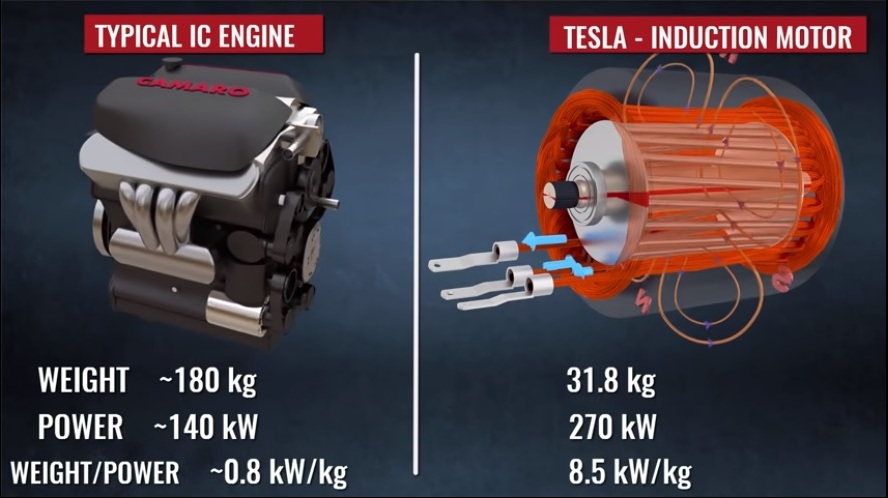 TYPICAL IC ENGINE
CAMARO
WEIGHT ~180 kg
POWER ~140 kW
WEIGHT/POWER ~0.8 kW/kg
TESLA - INDUCTION MOTOR
N
S
S
31.8 kg
270 kW
8.5 kW/kg